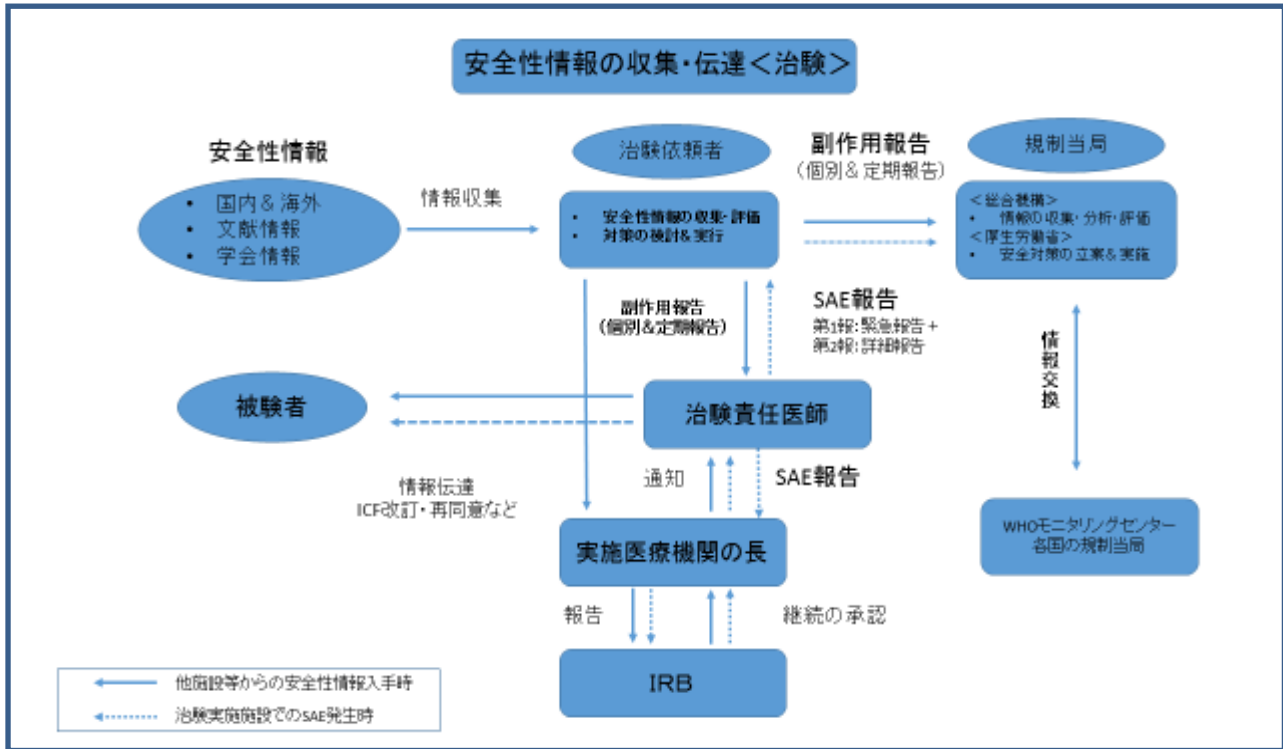 安全性情報の収集・伝達＜治験＞
安全性情報
• 国内＆海外
• 文献情報
• 学会情報
情報収集
治験依頼者
• 安全性情報の収集・評価
• 対策の検討＆実行
副作用報告
（個別＆定期報告）
規制当局
＜総合機構＞
• 情報の収集・分析・評価
＜厚生労働省＞
• 安全対策の立案＆実施
副作用報告
（個別＆定期報告）
SAE報告
第1報：緊急報告＋
第2報：詳細報告
情報交換
被験者
治験責任医師
情報伝達
ICF改訂・再同意など
通知
SAE報告
実施医療機関の長
WHOモニタリングセンター
各国の規制当局
報告
継続の承認
IRB
他施設等からの安全性情報入手時
治験実施施設でのSAE発生時